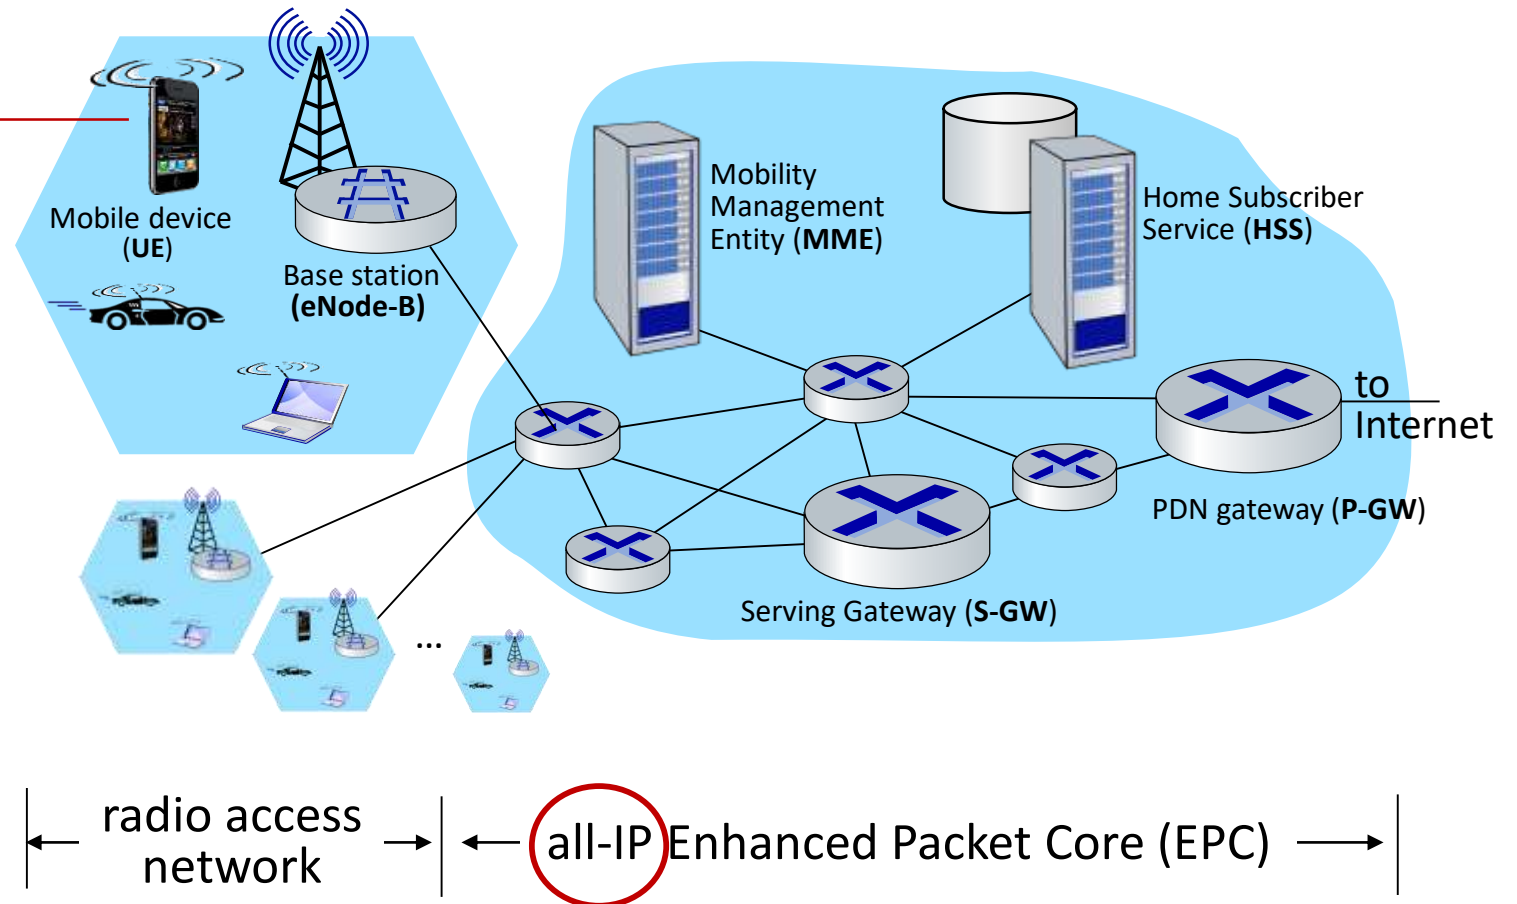 Mobile device
(UE)
Base station
(eNode-B)
Mobility
Management
Entity (MME)
Home Subscriber
Service (HSS)
to
Internet
PDN gateway (P-GW)
Serving Gateway (S-GW)
...
radio access
network
all-IP Enhanced Packet Core (EPC)